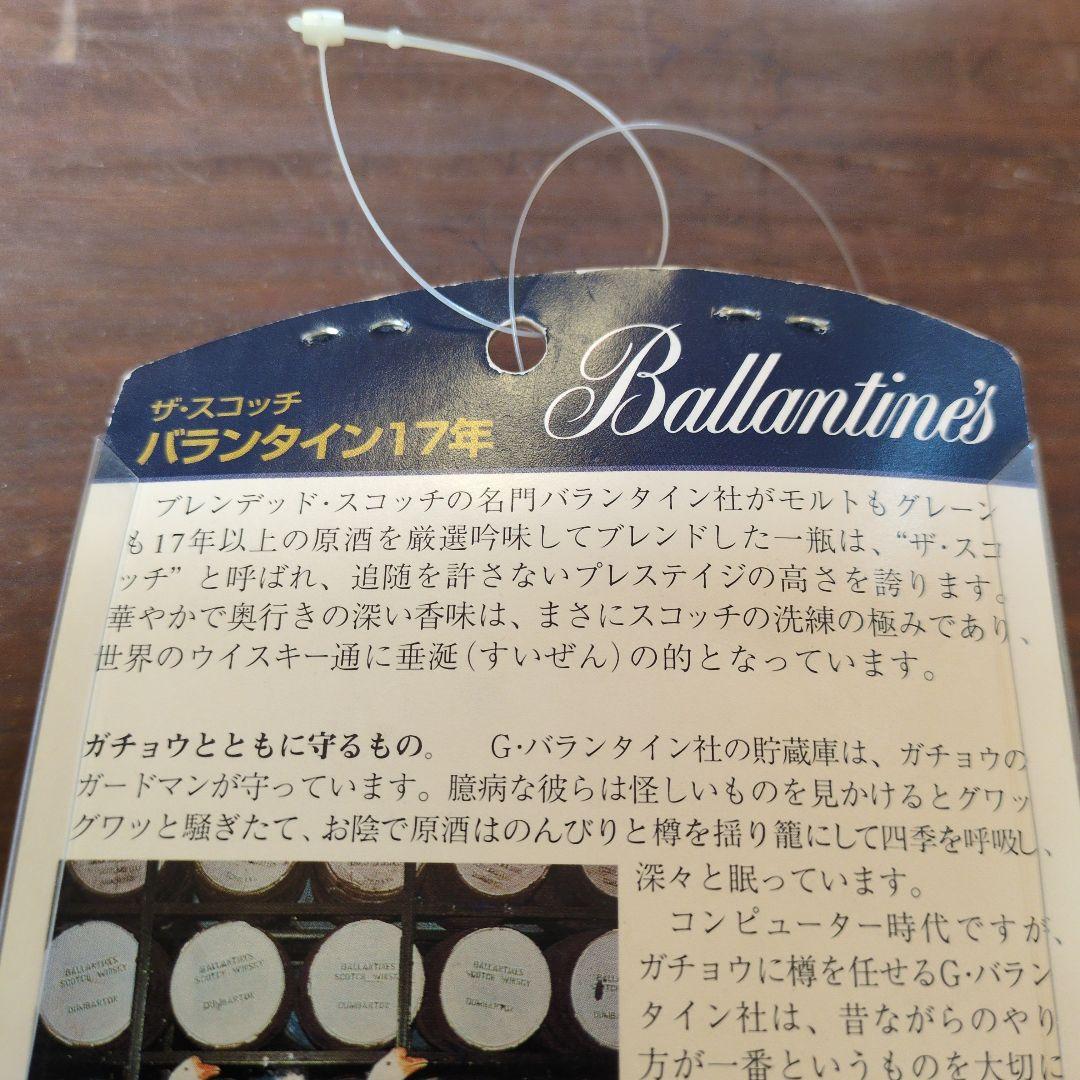 ザ・スコッチ
バランタイン17年
Ballantine's
ブレンデッド・スコッチの名門バランタイン社がモルトもグレーン
も17年以上の原酒を厳選吟味してブレンドした一瓶は、“ザ・スコ
ッチ”と呼ばれ、追随を許さないプレステイジの高さを誇ります。
華やかで奥行きの深い香味は、まさにスコッチの洗練の極みであり、
世界のウイスキー通に垂涎(すいぜん)の的となっています。
ガチョウとともに守るもの。 G・バランタイン社の貯蔵庫は、ガチョウの
ガードマンが守っています。臆病な彼らは怪しいものを見かけるとグワッ
グワッと騒ぎたて、お陰で原酒はのんびりと樽を揺り籠にして四季を呼吸し、
深々と眠っています。
コンピューター時代ですが、
ガチョウに樽を任せるG・バラン
タイン社は、昔ながらのやり
方が一番というものを大切に
BALLANTINES
SCOTCH WHISKY
DUMBARTON
BALLANTINES
SCOTCH WHISKY
DUMBARTON
BALLANTINES
SCOTCH WHISKY
DUMBARTON
BALLANTINES
SCOTCH WHISKY
DUMBARTON